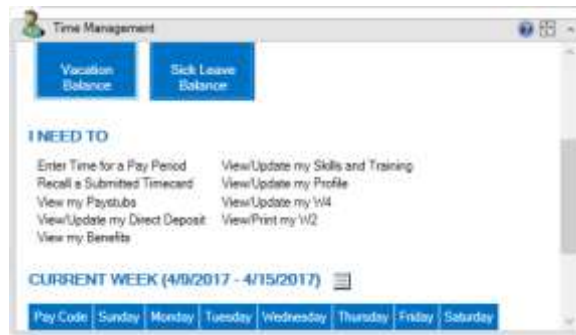 Time Management
Vacation Balance
Sick Leave Balance
I NEED TO
Enter Time for a Pay Period
Recall a Submitted Timecard
View my Paystubs
View/Update my Direct Deposit
View my Benefits
View/Update my Skills and Training
View/Update my Profile
View/Update my W4
View/Print my W2
CURRENT WEEK (4/9/2017 - 4/15/2017)
Pay Code Sunday Monday Tuesday Wednesday Thursday Friday Saturday